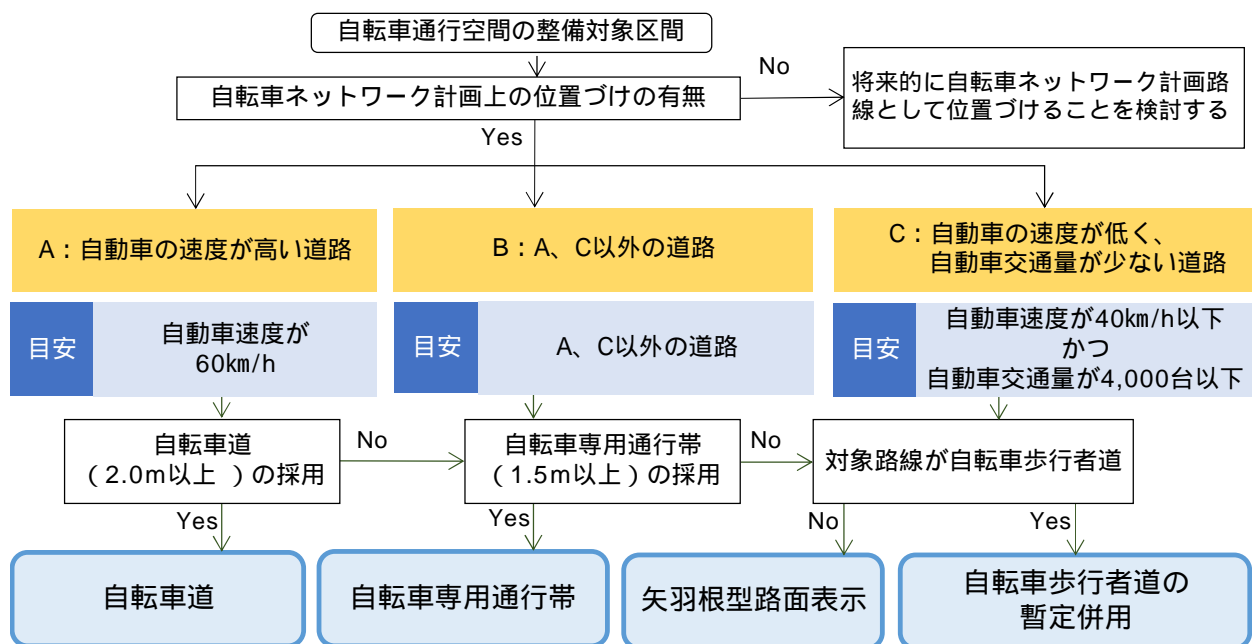 自転車通行空間の整備対象区間
自転車ネットワーク計画上の位置づけの有無
No
将来的に自転車ネットワーク計画路
線として位置づけることを検討する
Yes
A：自動車の速度が高い道路
B：A、C以外の道路
C：自動車の速度が低く、
自動車交通量が少ない道路
目安
自動車速度が
60km/h
目安
A、C以外の道路
目安
自動車速度が40km/h以下
かつ
自動車交通量が4,000台以下
自転車道
（2.0m以上 ）の採用
No
自転車専用通行帯
（1.5m以上）の採用
No
対象路線が自転車歩行者道
Yes
Yes
No
Yes
自転車道
自転車専用通行帯
矢羽根型路面表示
自転車歩行者道の
暫定併用